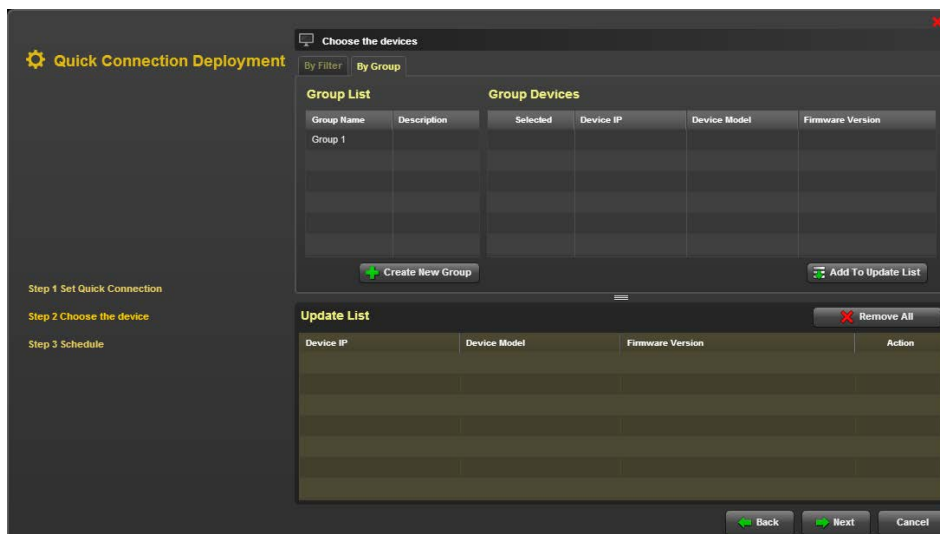 Quick Connection Deployment
Step 1 Set Quick Connection
Step 2 Choose the device
Step 3 Schedule
Choose the devices
By Filter By Group
Group List
Group Name Description
Group 1
Create New Group
Group Devices
Selected Device IP Device Model Firmware Version
Add To Update List
Update List
Remove All
Device IP Device Model Firmware Version Action
Back Next Cancel